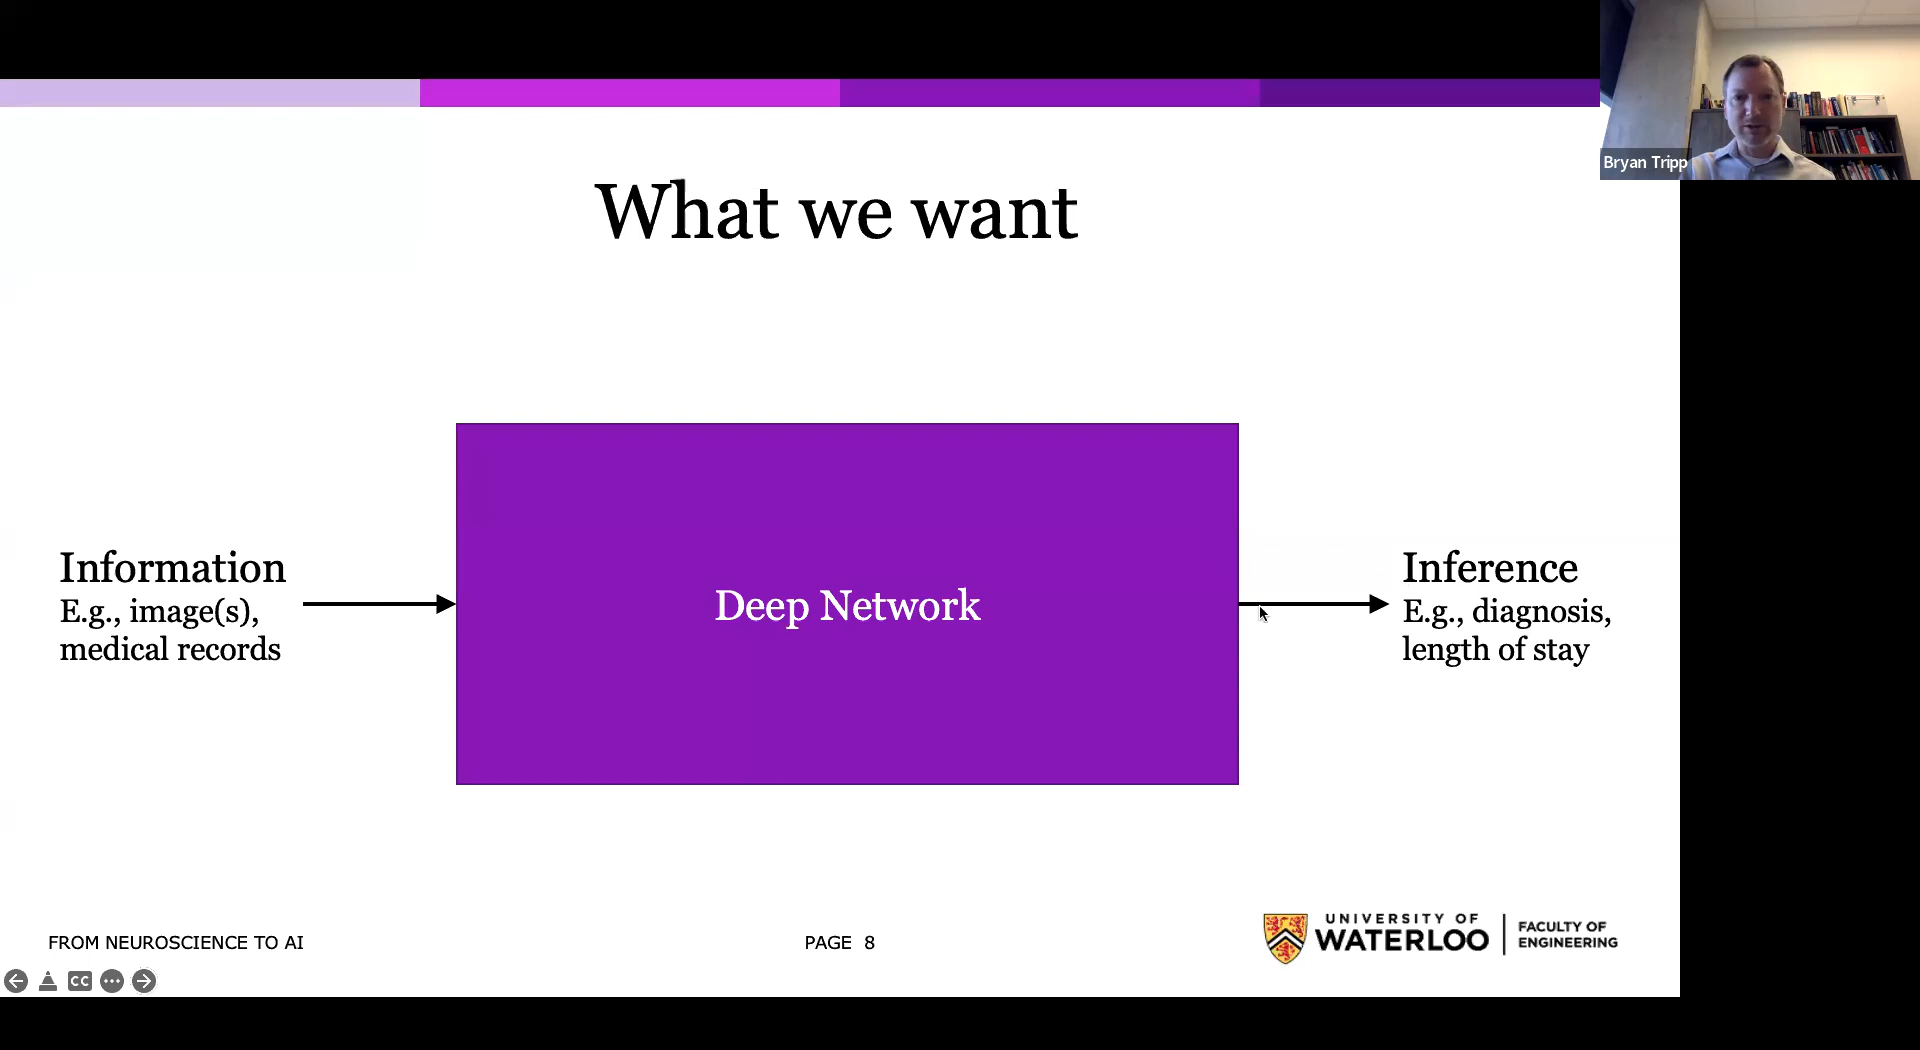 Bryan Tripp
What we want
Information
E.g., image(s),
medical records
Deep Network
Inference
E.g., diagnosis,
length of stay
FROM NEUROSCIENCE TO AI
PAGE 8
UNIVERSITY OF
WATERLOO
FACULTY OF
ENGINEERING
CC